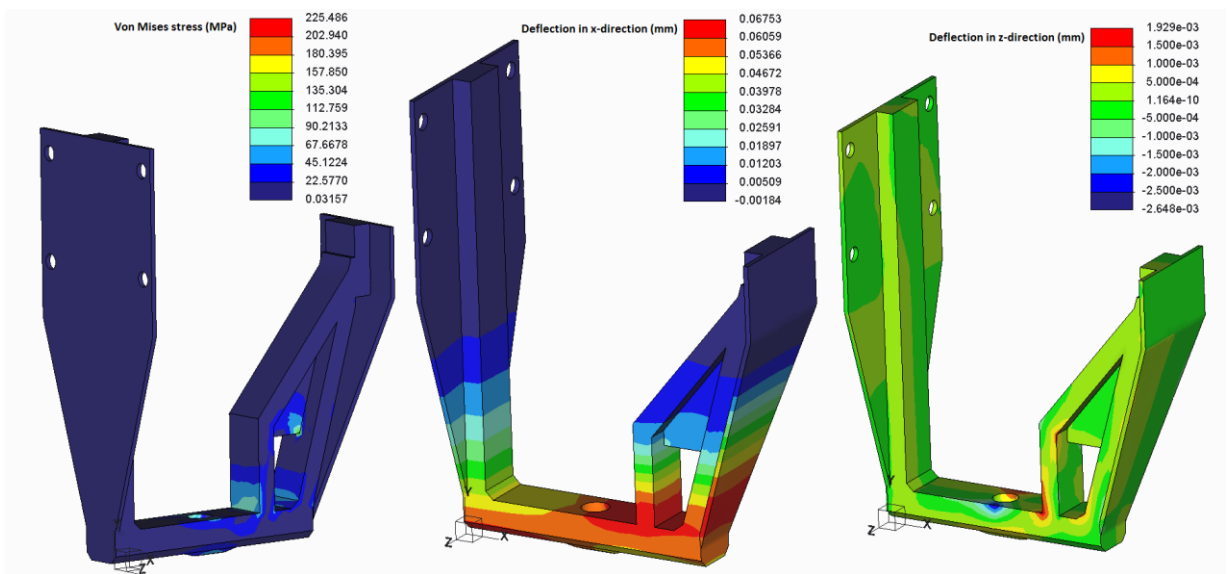 Von Mises stress (MPa)
225.486
202.940
180.395
157.850
135.304
112.759
90.2133
67.6678
45.1224
22.5770
0.03157
Deflection in x-direction (mm)
0.06753
0.06059
0.05366
0.04672
0.03978
0.03284
0.02591
0.01897
0.01203
0.00509
-0.00184
Deflection in z-direction (mm)
1.929e-03
1.500e-03
1.000e-03
5.000e-04
1.164e-10
-5.000e-04
-1.000e-03
-1.500e-03
-2.000e-03
-2.500e-03
-2.648e-03
Y
X
Z
Y
X
Z
Y
X
Z